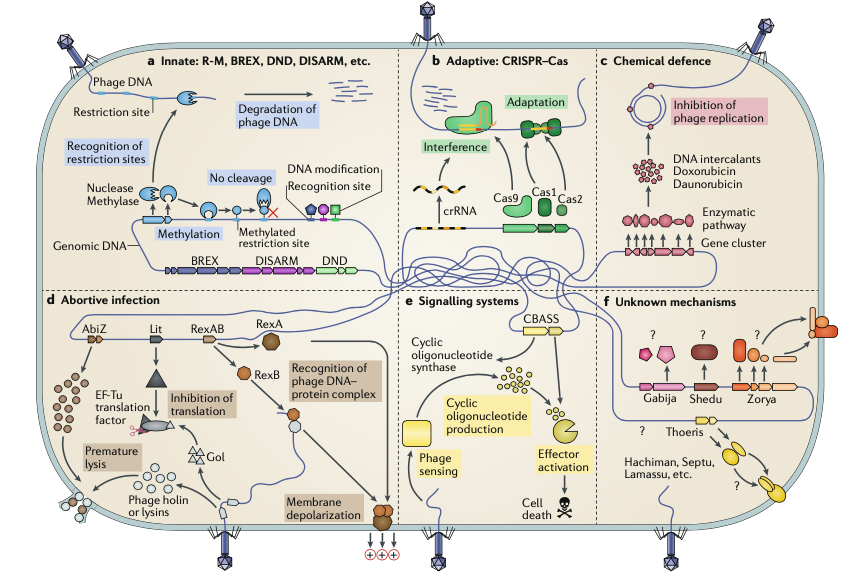 a Innate: R-M, BREX, DND, DISARM, etc.
Phage DNA
Restriction site
Degradation of
phage DNA
Recognition of
restriction sites
No cleavage
DNA modification
Recognition site
Nuclease
Methylase
Methylation
Methylated
restriction site
Genomic DNA
BREX
DISARM
DND
b Adaptive: CRISPR–Cas
Adaptation
Interference
crRNA
Cas9
Cas1
Cas2
c Chemical defence
Inhibition of
phage replication
DNA intercalants
Doxorubicin
Daunorubicin
Enzymatic
pathway
Gene cluster
d Abortive infection
AbiZ
Lit
RexAB
RexA
RexB
Recognition of
phage DNA–
protein complex
EF-Tu
translation
factor
Inhibition of
translation
Premature
lysis
Gol
Phage holin
or lysins
Membrane
depolarization
+ + +
e Signalling systems
CBASS
Cyclic
oligonucleotide
synthase
Cyclic
oligonucleotide
production
Phage
sensing
Effector
activation
Cell
death
f Unknown mechanisms
? ? ?
Gabija
Shedu
Zorya
?
Thoeris
Hachiman, Septu,
Lamassu, etc.
?